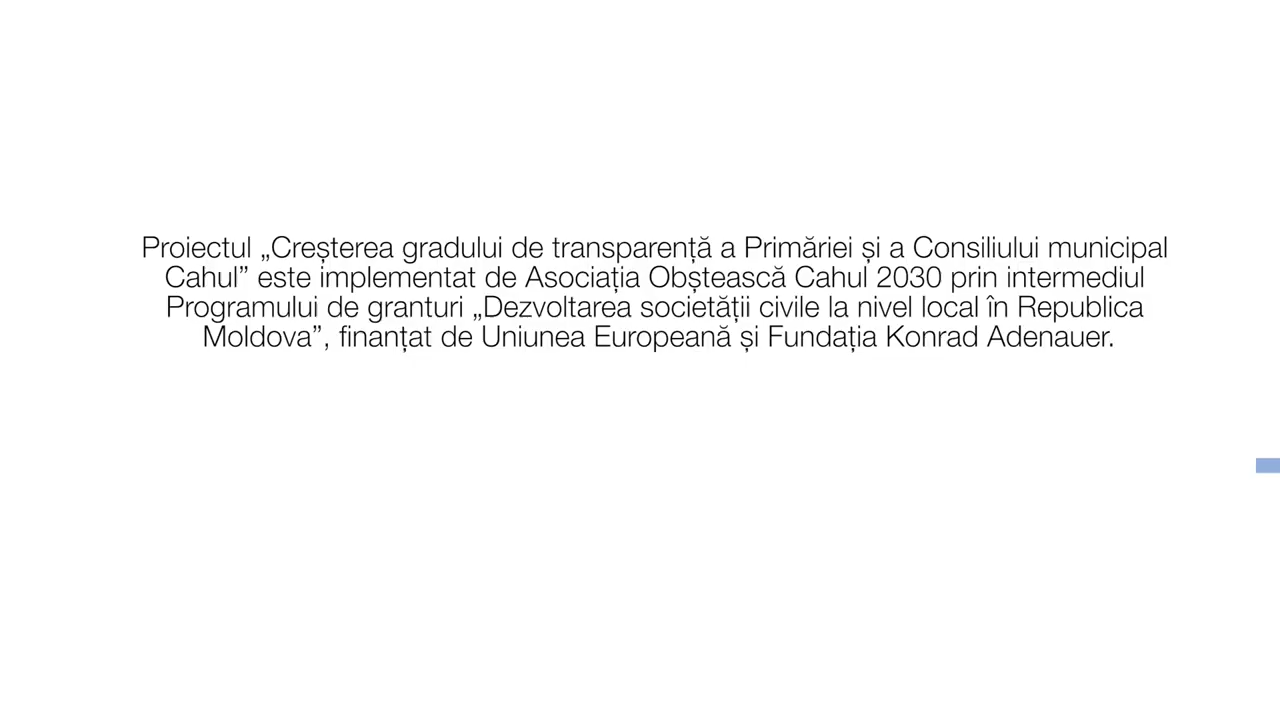 Proiectul „Creșterea gradului de transparență a Primăriei și a Consiliului municipal
Cahul” este implementat de Asociația Obștească Cahul 2030 prin intermediul
Programului de granturi „Dezvoltarea societății civile la nivel local în Republica
Moldova”, finanțat de Uniunea Europeană și Fundația Konrad Adenauer.